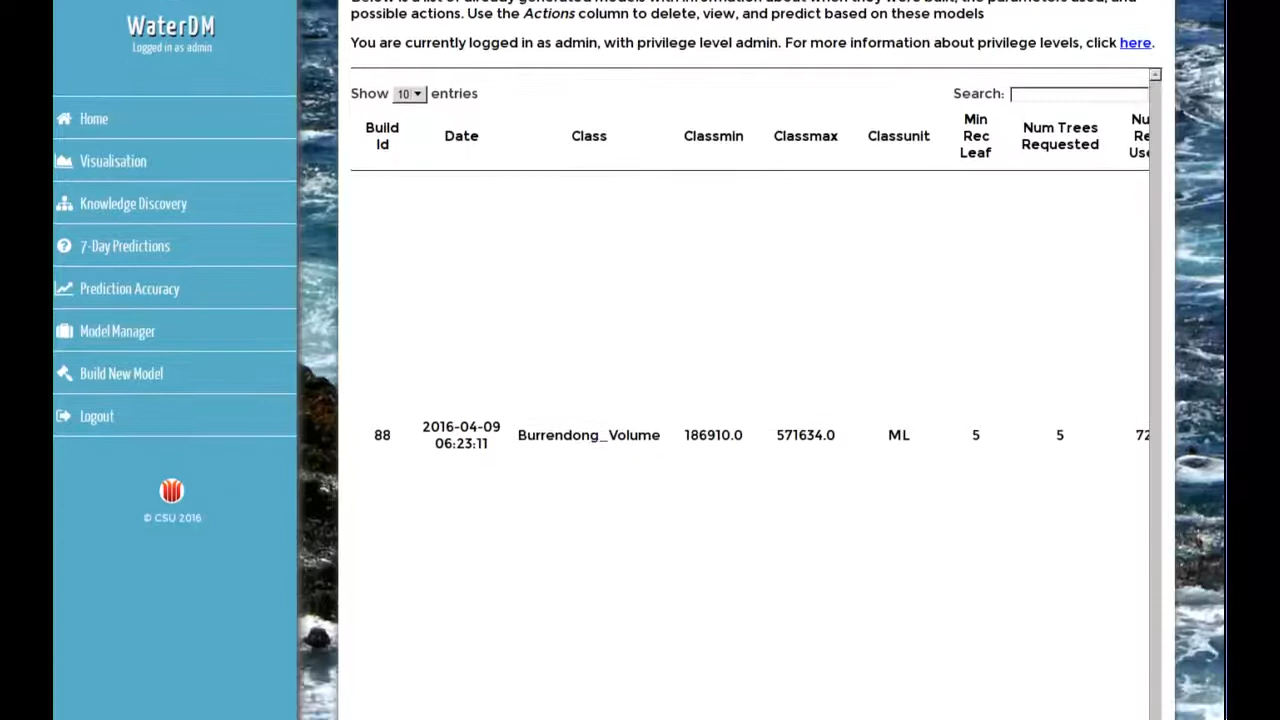 WaterDM
Logged in as admin
Home
Visualisation
Knowledge Discovery
7-Day Predictions
Prediction Accuracy
Model Manager
Build New Model
Logout
© CSU 2016
possible actions. Use the Actions column to delete, view, and predict based on these models
You are currently logged in as admin, with privilege level admin. For more information about privilege levels, click here.
Show 10 entries
Search:
Build
Id
Date
Class
Classmin
Classmax
Classunit
Min
Rec
Leaf
Num Trees
Requested
88
2016-04-09
06:23:11
Burrendong_Volume
186910.0
571634.0
ML
5
5
72